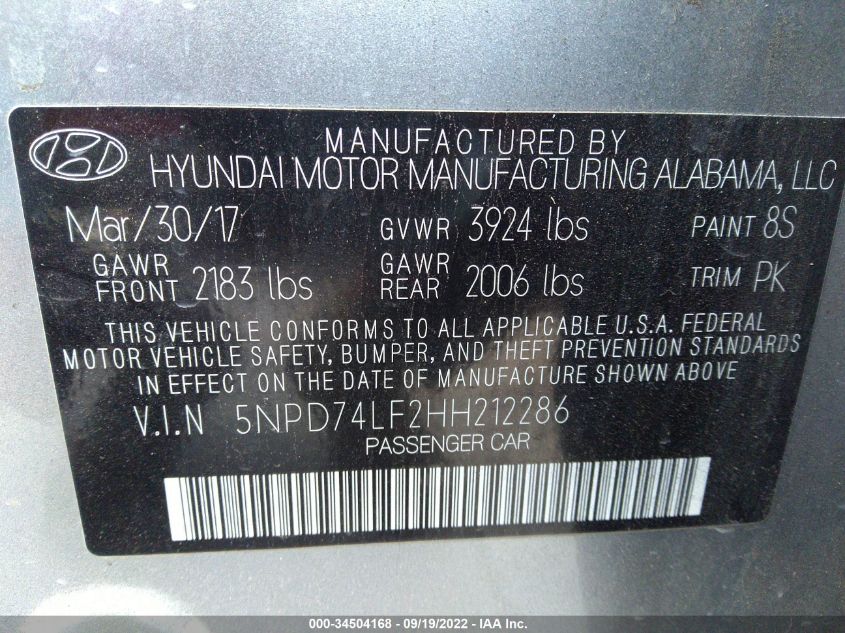 MANUFACTURED BY
HYUNDAI MOTOR MANUFACTURING ALABAMA, LLC
Mar/30/17 GVWR 3924 lbs PAINT 8S
GAWR FRONT 2183 lbs GAWR REAR 2006 lbs TRIM PK
THIS VEHICLE CONFORMS TO ALL APPLICABLE U.S.A. FEDERAL
MOTOR VEHICLE SAFETY, BUMPER, AND THEFT PREVENTION STANDARDS
IN EFFECT ON THE DATE OF MANUFACTURE SHOWN ABOVE
V.I.N 5NPD74LF2HH212286
PASSENGER CAR
000-34504168 - 09/19/2022 - IAA Inc.